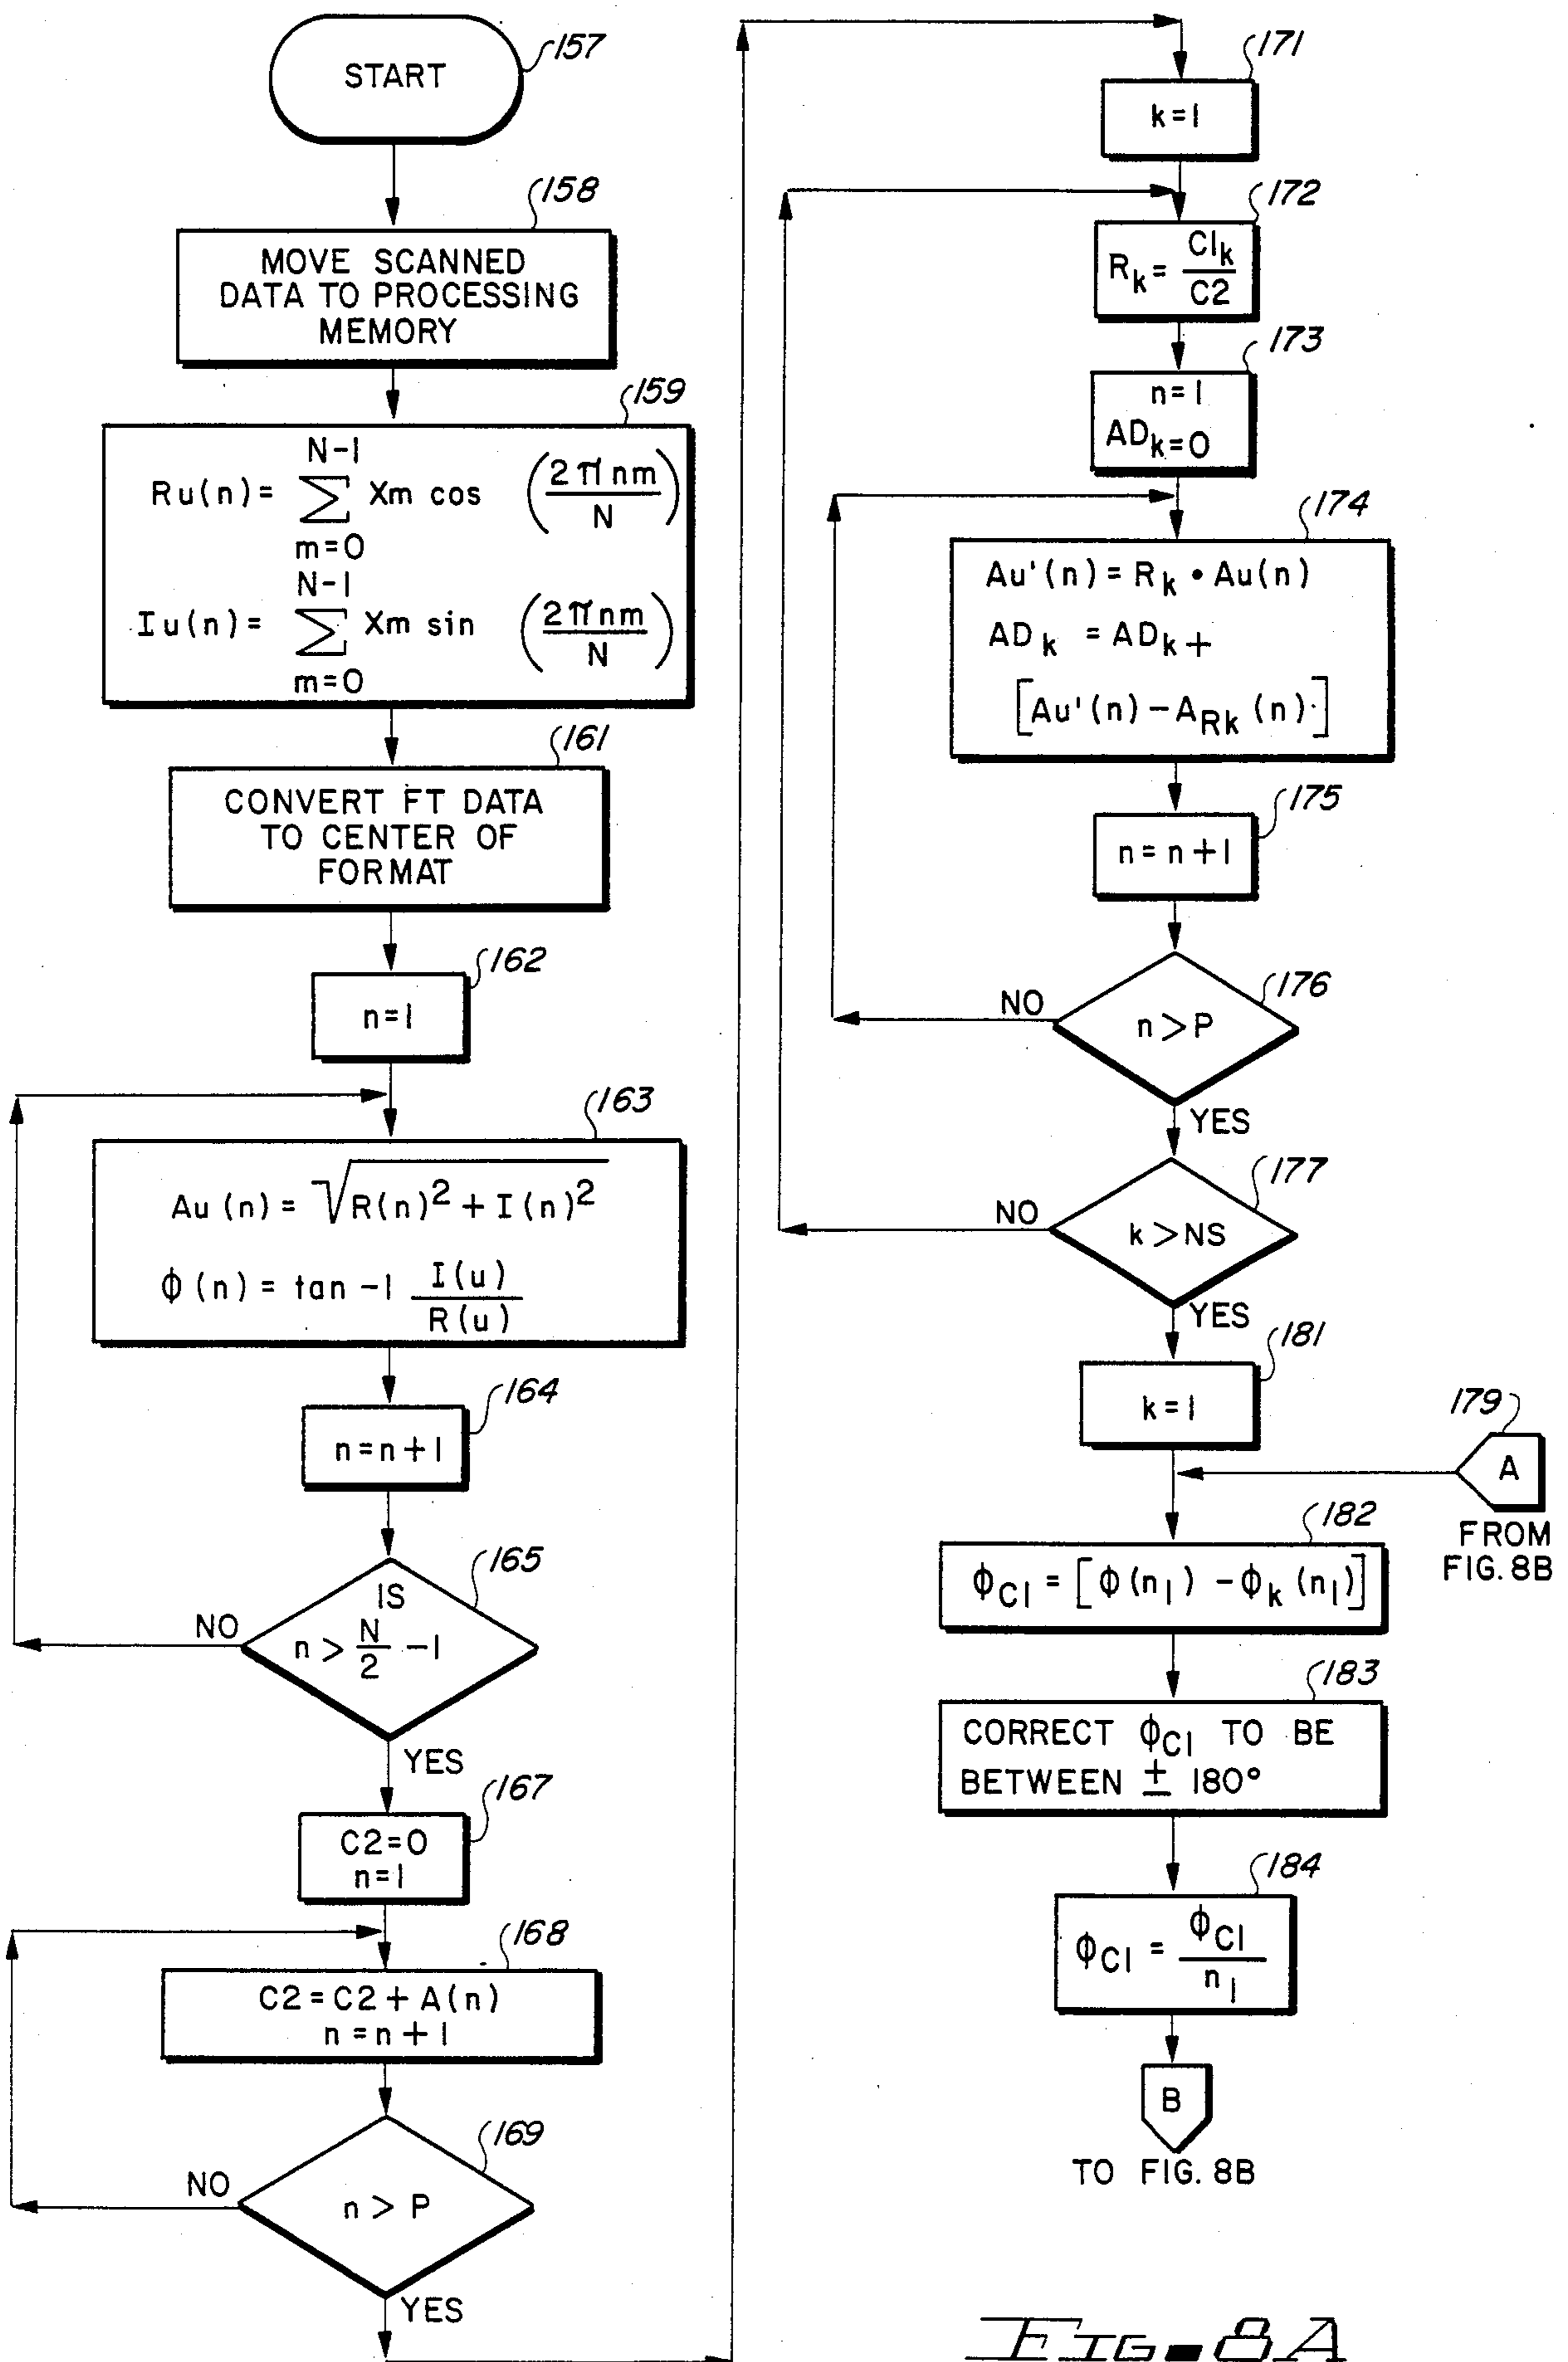 START
157
158
MOVE SCANNED
DATA TO PROCESSING
MEMORY
159
Ru(n) = N-1 ∑ m=0 Xm cos (2πnm / N)
Iu(n) = N-1 ∑ m=0 Xm sin (2πnm / N)
161
CONVERT FT DATA
TO CENTER OF
FORMAT
162
n=1
163
Au (n) = √R(n)² + I(n)²
ϕ (n) = tan -1 I(u) / R(u)
164
n = n + 1
165
IS
n > N/2 -1
NO
YES
167
C2=0
n=1
168
C2 = C2 + A(n)
n = n + 1
169
n > P
NO
YES
171
k=1
172
Rk = C1k / C2
173
n=1
ADk=0
174
Au'(n) = Rk • Au(n)
ADk = ADk+
[Au'(n) - ARk (n)]
175
n = n + 1
176
n > P
NO
YES
177
k > NS
NO
YES
181
k=1
179
A
FROM
FIG. 8B
182
ϕC1 = [ϕ(n1) - ϕk (n1)]
183
CORRECT ϕC1 TO BE
BETWEEN ± 180°
184
ϕC1 = ϕC1 / n1
B
TO FIG. 8B
FIG. 8A